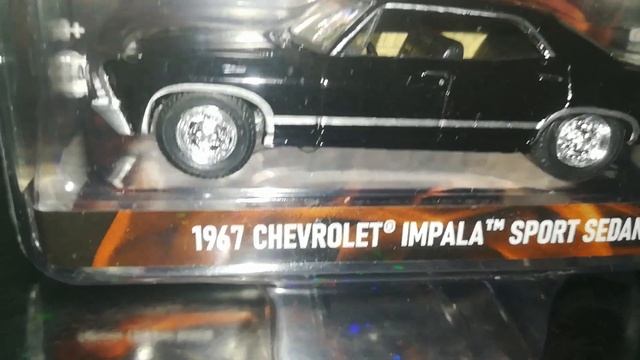 1967 CHEVROLET® IMPALA™ SPORT SEDAN